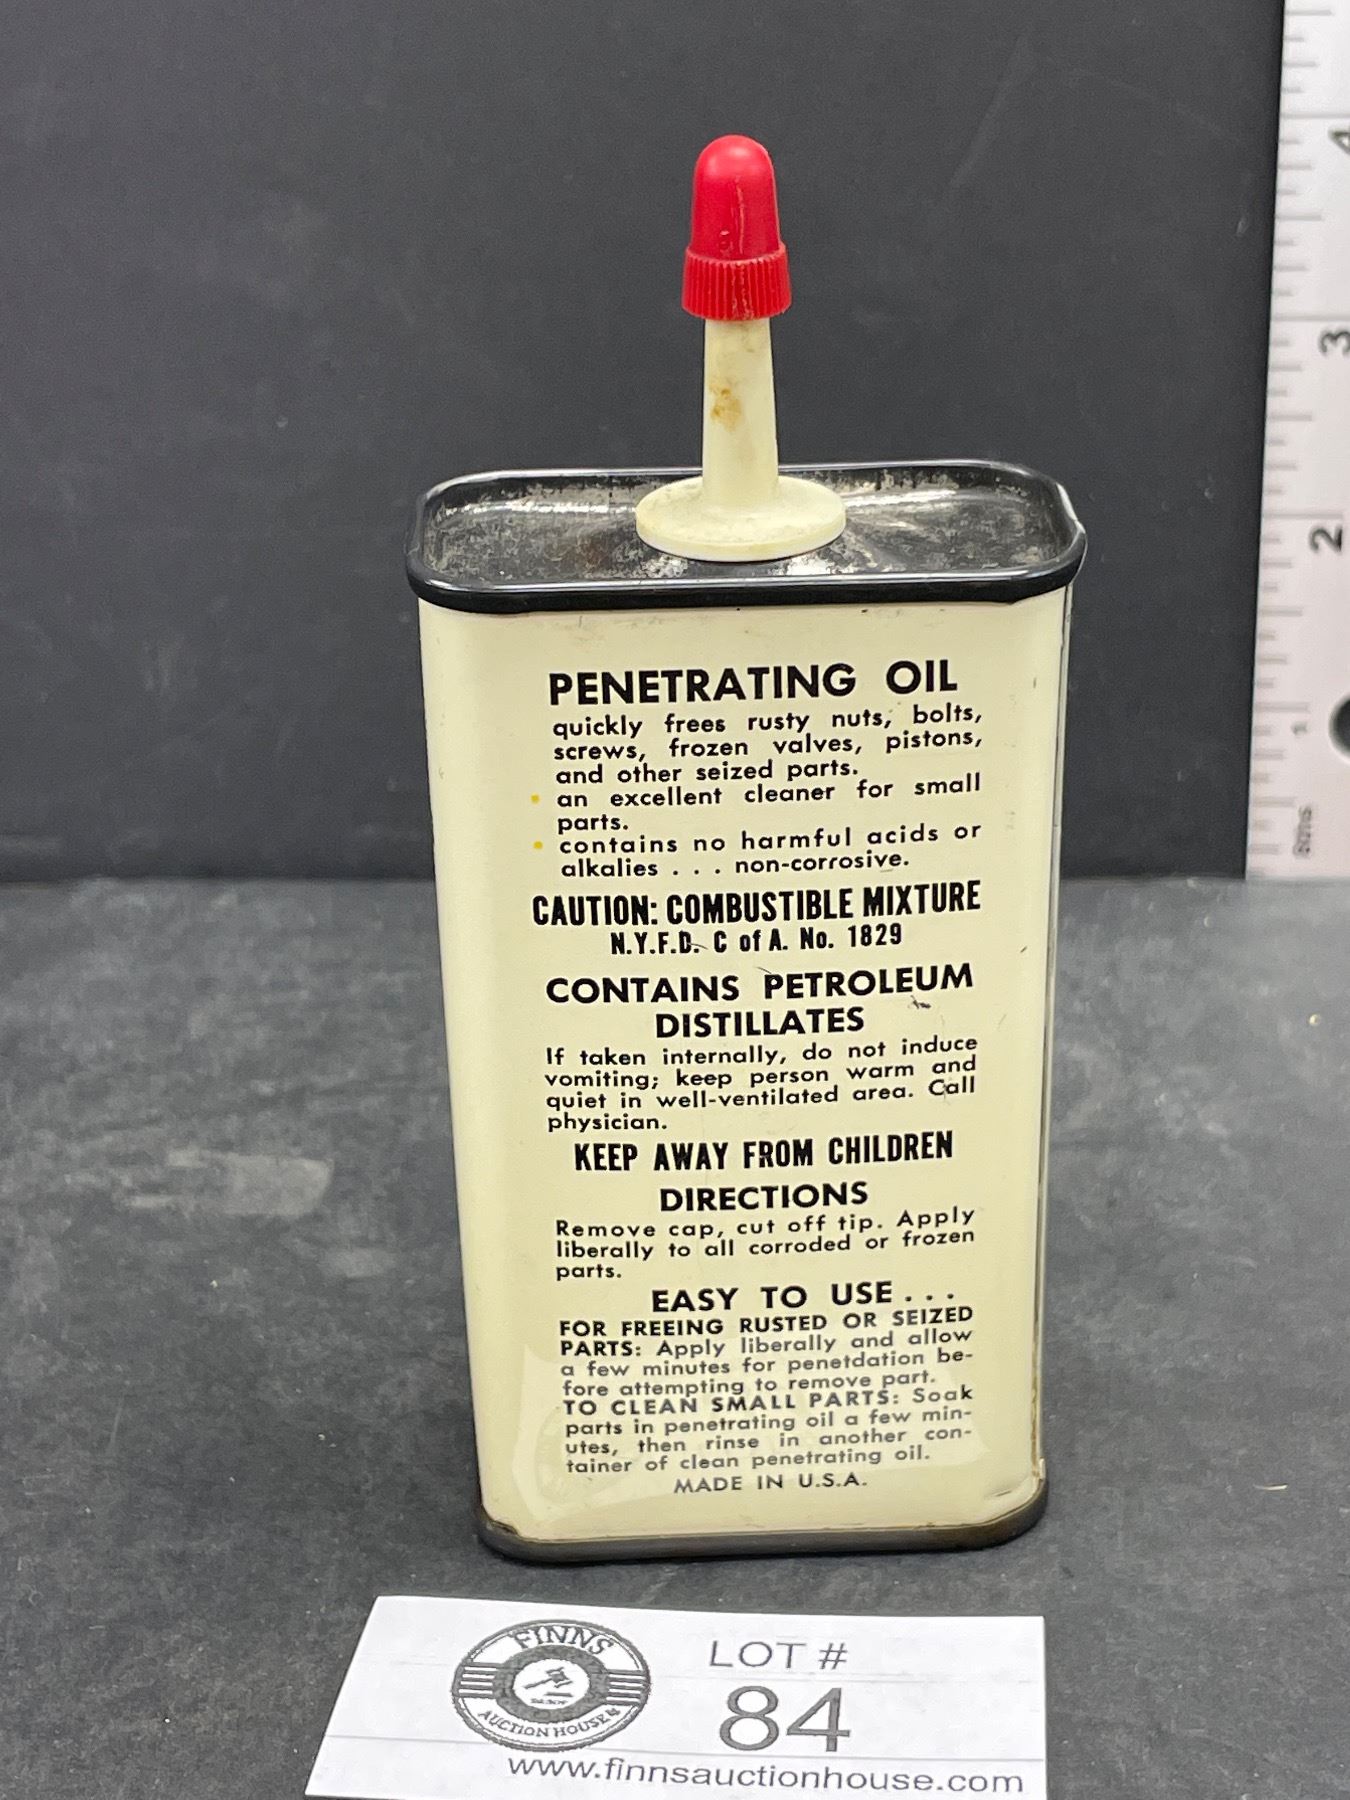 4
3
2
1
PENETRATING OIL
quickly frees rusty nuts, bolts,
screws, frozen valves, pistons,
and other seized parts.
• an excellent cleaner for small
parts.
• contains no harmful acids or
alkalies . . . non-corrosive.
CAUTION: COMBUSTIBLE MIXTURE
N.Y.F.D. C of A. No. 1829
CONTAINS PETROLEUM
DISTILLATES
If taken internally, do not induce
vomiting; keep person warm and
quiet in well-ventilated area. Call
physician.
KEEP AWAY FROM CHILDREN
DIRECTIONS
Remove cap, cut off tip. Apply
liberally to all corroded or frozen
parts.
EASY TO USE . . .
FOR FREEING RUSTED OR SEIZED
PARTS: Apply liberally and allow
a few minutes for penetdation be-
fore attempting to remove part.
TO CLEAN SMALL PARTS: Soak
parts in penetrating oil a few min-
utes, then rinse in another con-
tainer of clean penetrating oil.
MADE IN U.S.A.
FINNS
AUCTION HOUSE
LOT #
84
www.finnsauctionhouse.com